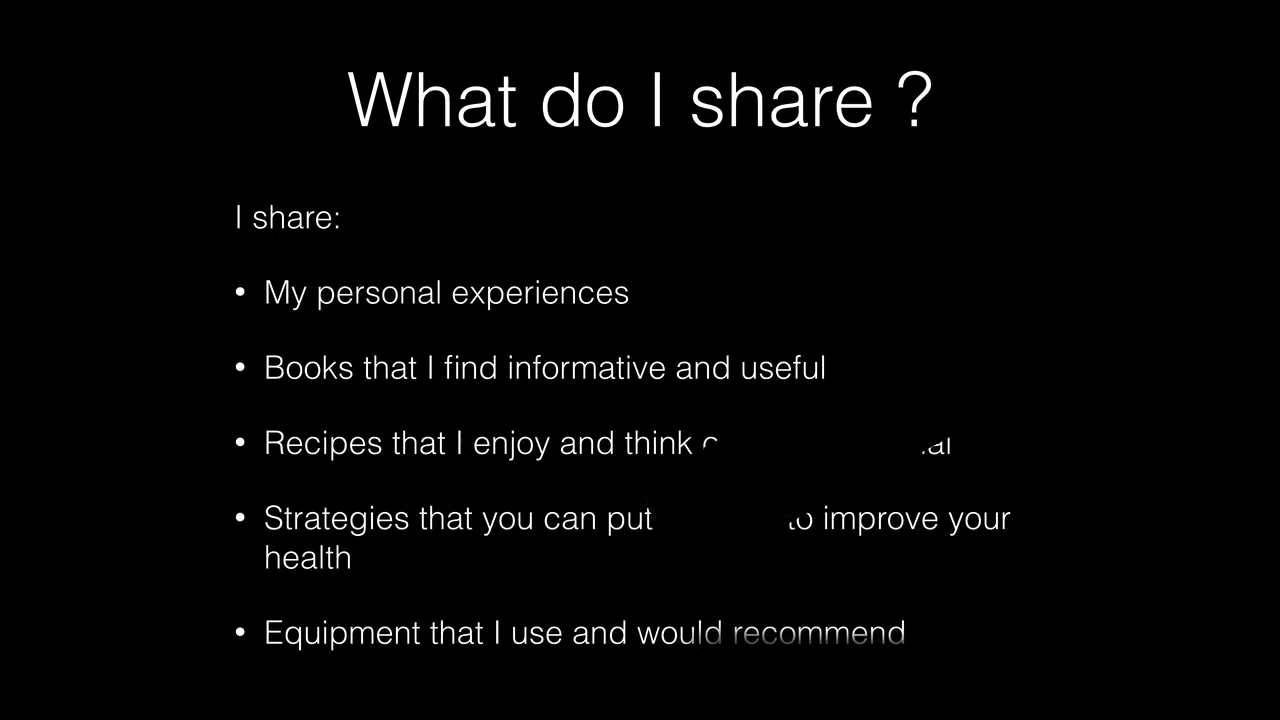 What do I share ?
I share:
• My personal experiences
• Books that I find informative and useful
• Recipes that I enjoy and think
• Strategies that you can put to improve your
health
• Equipment that I use and would recommend